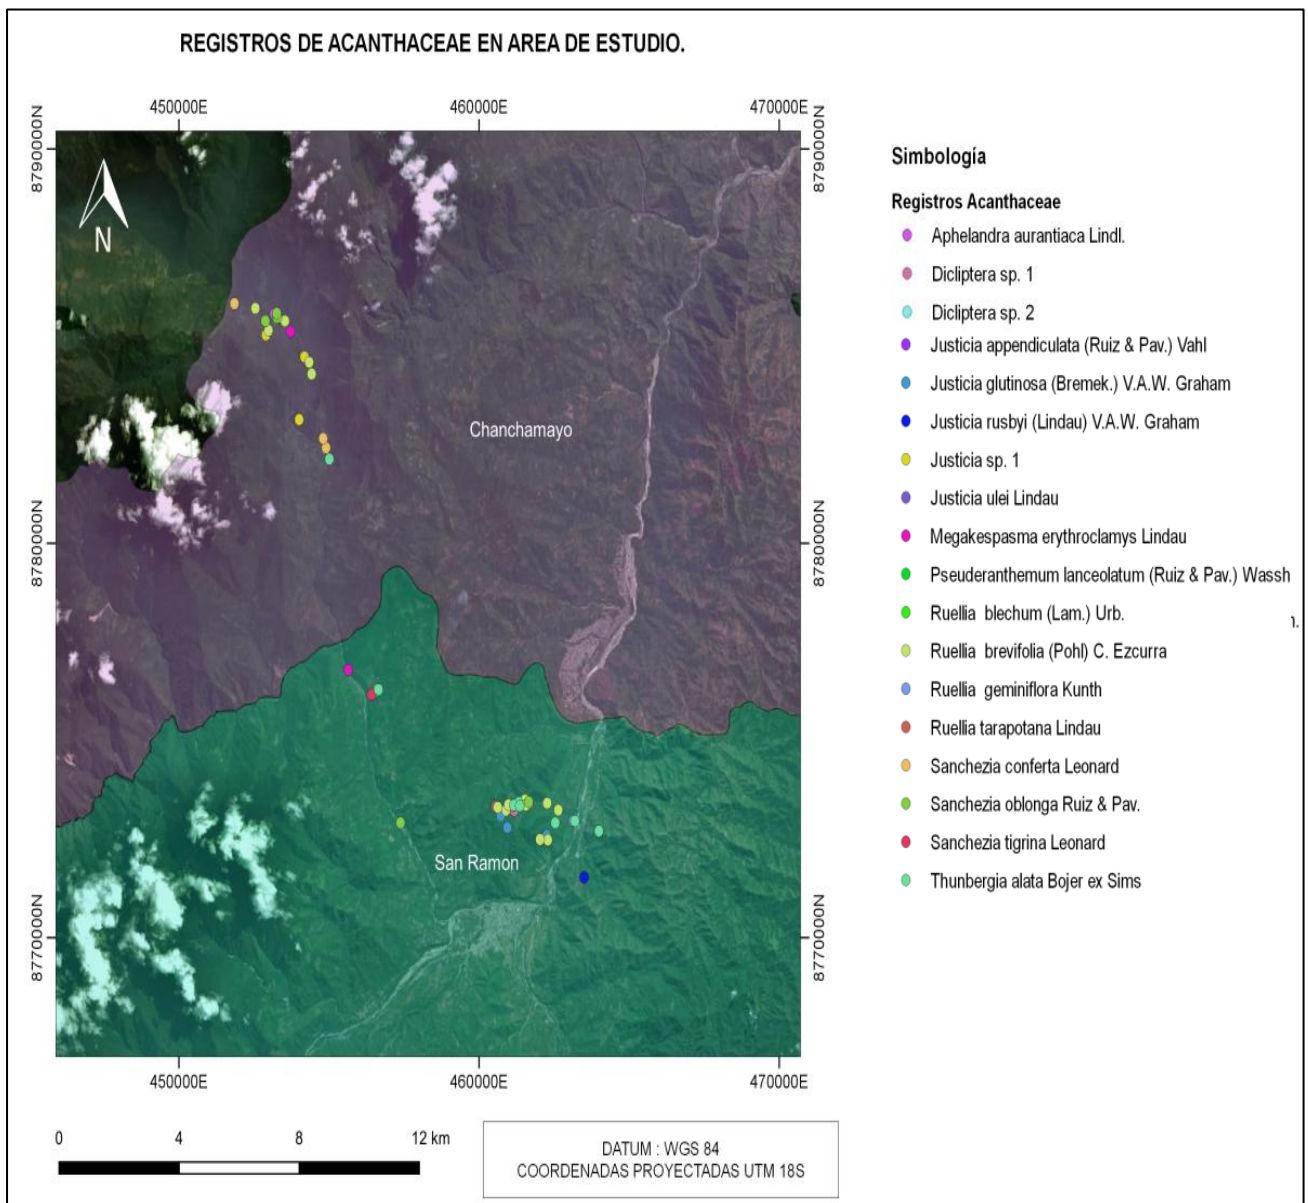 REGISTROS DE ACANTHACEAE EN AREA DE ESTUDIO.
450000E 460000E 470000E
8790000N 8790000N
N
Chanchamayo
8780000N 8780000N
San Ramon
8770000N 8770000N
450000E 460000E 470000E
0 4 8 12 km
DATUM : WGS 84
COORDENADAS PROYECTADAS UTM 18S
Simbología
Registros Acanthaceae
Aphelandra aurantiaca Lindl.
Dicliptera sp. 1
Dicliptera sp. 2
Justicia appendiculata (Ruiz & Pav.) Vahl
Justicia glutinosa (Bremek.) V.A.W. Graham
Justicia rusbyi (Lindau) V.A.W. Graham
Justicia sp. 1
Justicia ulei Lindau
Megakespasma erythroclamys Lindau
Pseuderanthemum lanceolatum (Ruiz & Pav.) Wassh
Ruellia blechum (Lam.) Urb.
Ruellia brevifolia (Pohl) C. Ezcurra
Ruellia geminiflora Kunth
Ruellia tarapotana Lindau
Sanchezia conferta Leonard
Sanchezia oblonga Ruiz & Pav.
Sanchezia tigrina Leonard
Thunbergia alata Bojer ex Sims